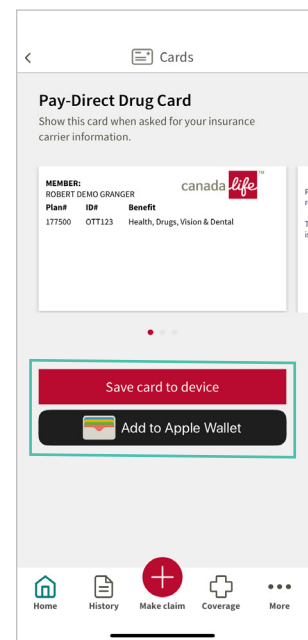 Cards
Pay-Direct Drug Card
Show this card when asked for your insurance
carrier information.
MEMBER:
ROBERT DEMO GRANGER
canada life™
Plan# ID# Benefit
177500 OTT123 Health, Drugs, Vision & Dental
Save card to device
Add to Apple Wallet
Home History Make claim Coverage More